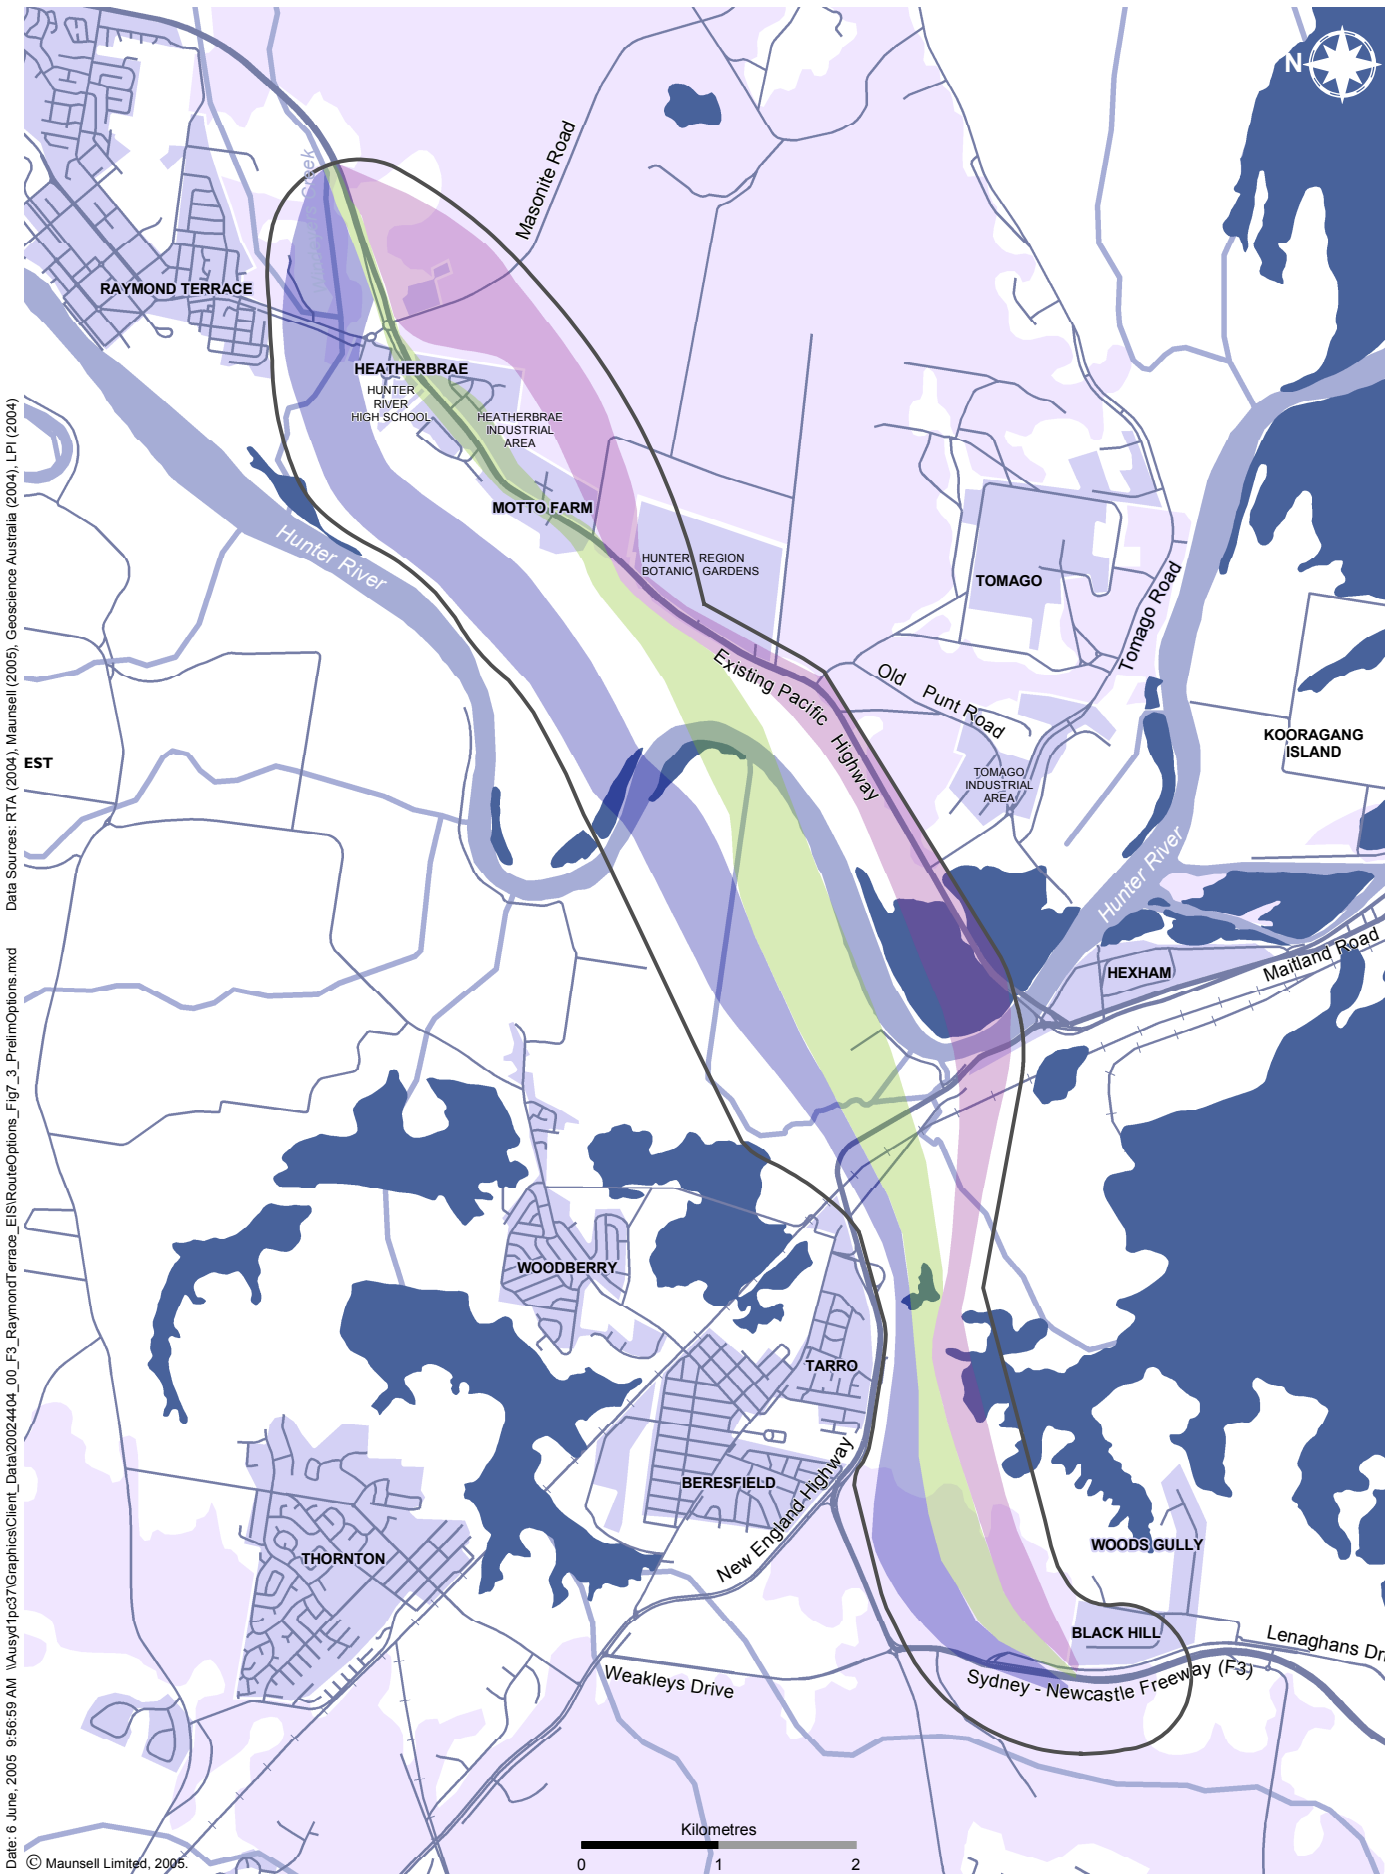 N
Masonite Road
RAYMOND TERRACE
HEATHERBRAE
HUNTER
RIVER
HIGH SCHOOL
HEATHERBRAE
INDUSTRIAL
AREA
MOTTO FARM
Hunter River
HUNTER REGION
BOTANIC GARDENS
TOMAGO
Tomago Road
Existing Pacific Highway
Old Punt Road
KOORAGANG
ISLAND
EST
TOMAGO
INDUSTRIAL
AREA
Hunter River
HEXHAM
Maitland Road
WOODBERRY
TARRO
BERESFIELD
New England Highway
THORNTON
WOODS GULLY
BLACK HILL
Lenaghans Dr
Weakleys Drive
Sydney - Newcastle Freeway (F3)
Kilometres
0 1 2
© Maunsell Limited, 2005.
Data Sources: RTA (2004), Maunsell (2005), Geoscience Australia (2004), LPI (2004)
Date: 6 June, 2005 9:56:59 AM \\Ausyd1pc37\Graphics\Client_Data\20024404_00_F3_RaymondTerrace_EIS\RouteOptions_Fig7_3_PrelimOptions.mxd